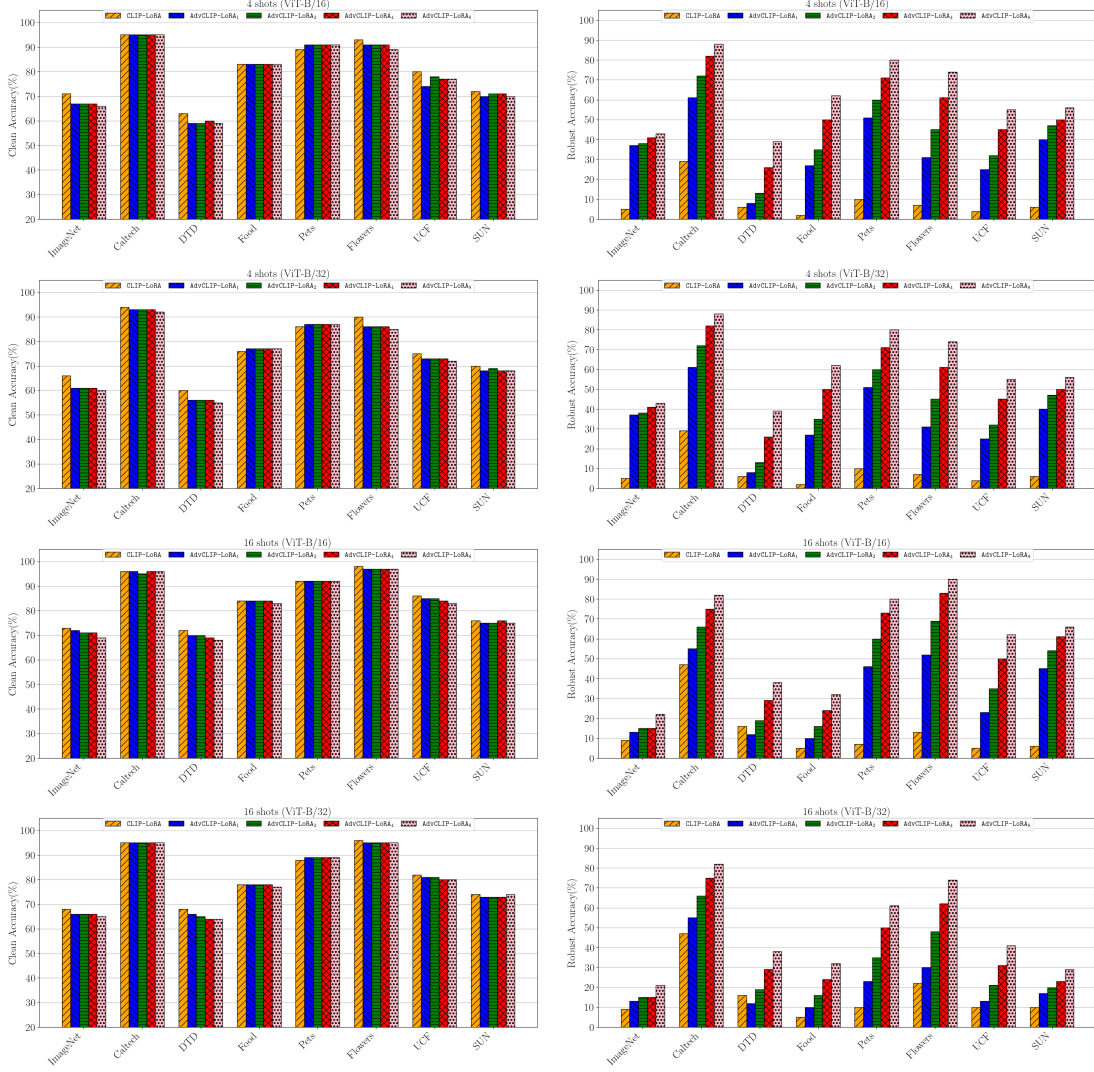 4 shots (ViT-B/16)
CLIP-LoRA AdvCLIP-LoRA₁ AdvCLIP-LoRA₂ AdvCLIP-LoRA₄ AdvCLIP-LoRA₈
Clean Accuracy(%)
100
90
80
70
60
50
40
30
20
ImageNet Caltech DTD Food Pets Flowers UCF SUN
4 shots (ViT-B/16)
CLIP-LoRA AdvCLIP-LoRA₁ AdvCLIP-LoRA₂ AdvCLIP-LoRA₄ AdvCLIP-LoRA₈
Robust Accuracy(%)
100
90
80
70
60
50
40
30
20
10
0
ImageNet Caltech DTD Food Pets Flowers UCF SUN
4 shots (ViT-B/32)
CLIP-LoRA AdvCLIP-LoRA₁ AdvCLIP-LoRA₂ AdvCLIP-LoRA₄ AdvCLIP-LoRA₈
Clean Accuracy(%)
100
90
80
70
60
50
40
30
20
ImageNet Caltech DTD Food Pets Flowers UCF SUN
4 shots (ViT-B/32)
CLIP-LoRA AdvCLIP-LoRA₁ AdvCLIP-LoRA₂ AdvCLIP-LoRA₄ AdvCLIP-LoRA₈
Robust Accuracy(%)
100
90
80
70
60
50
40
30
20
10
0
ImageNet Caltech DTD Food Pets Flowers UCF SUN
16 shots (ViT-B/16)
CLIP-LoRA AdvCLIP-LoRA₁ AdvCLIP-LoRA₂ AdvCLIP-LoRA₄ AdvCLIP-LoRA₈
Clean Accuracy(%)
100
90
80
70
60
50
40
30
20
ImageNet Caltech DTD Food Pets Flowers UCF SUN
16 shots (ViT-B/16)
CLIP-LoRA AdvCLIP-LoRA₁ AdvCLIP-LoRA₂ AdvCLIP-LoRA₄ AdvCLIP-LoRA₈
Robust Accuracy(%)
100
90
80
70
60
50
40
30
20
10
0
ImageNet Caltech DTD Food Pets Flowers UCF SUN
16 shots (ViT-B/32)
CLIP-LoRA AdvCLIP-LoRA₁ AdvCLIP-LoRA₂ AdvCLIP-LoRA₄ AdvCLIP-LoRA₈
Clean Accuracy(%)
100
90
80
70
60
50
40
30
20
ImageNet Caltech DTD Food Pets Flowers UCF SUN
16 shots (ViT-B/32)
CLIP-LoRA AdvCLIP-LoRA₁ AdvCLIP-LoRA₂ AdvCLIP-LoRA₄ AdvCLIP-LoRA₈
Robust Accuracy(%)
100
90
80
70
60
50
40
30
20
10
0
ImageNet Caltech DTD Food Pets Flowers UCF SUN